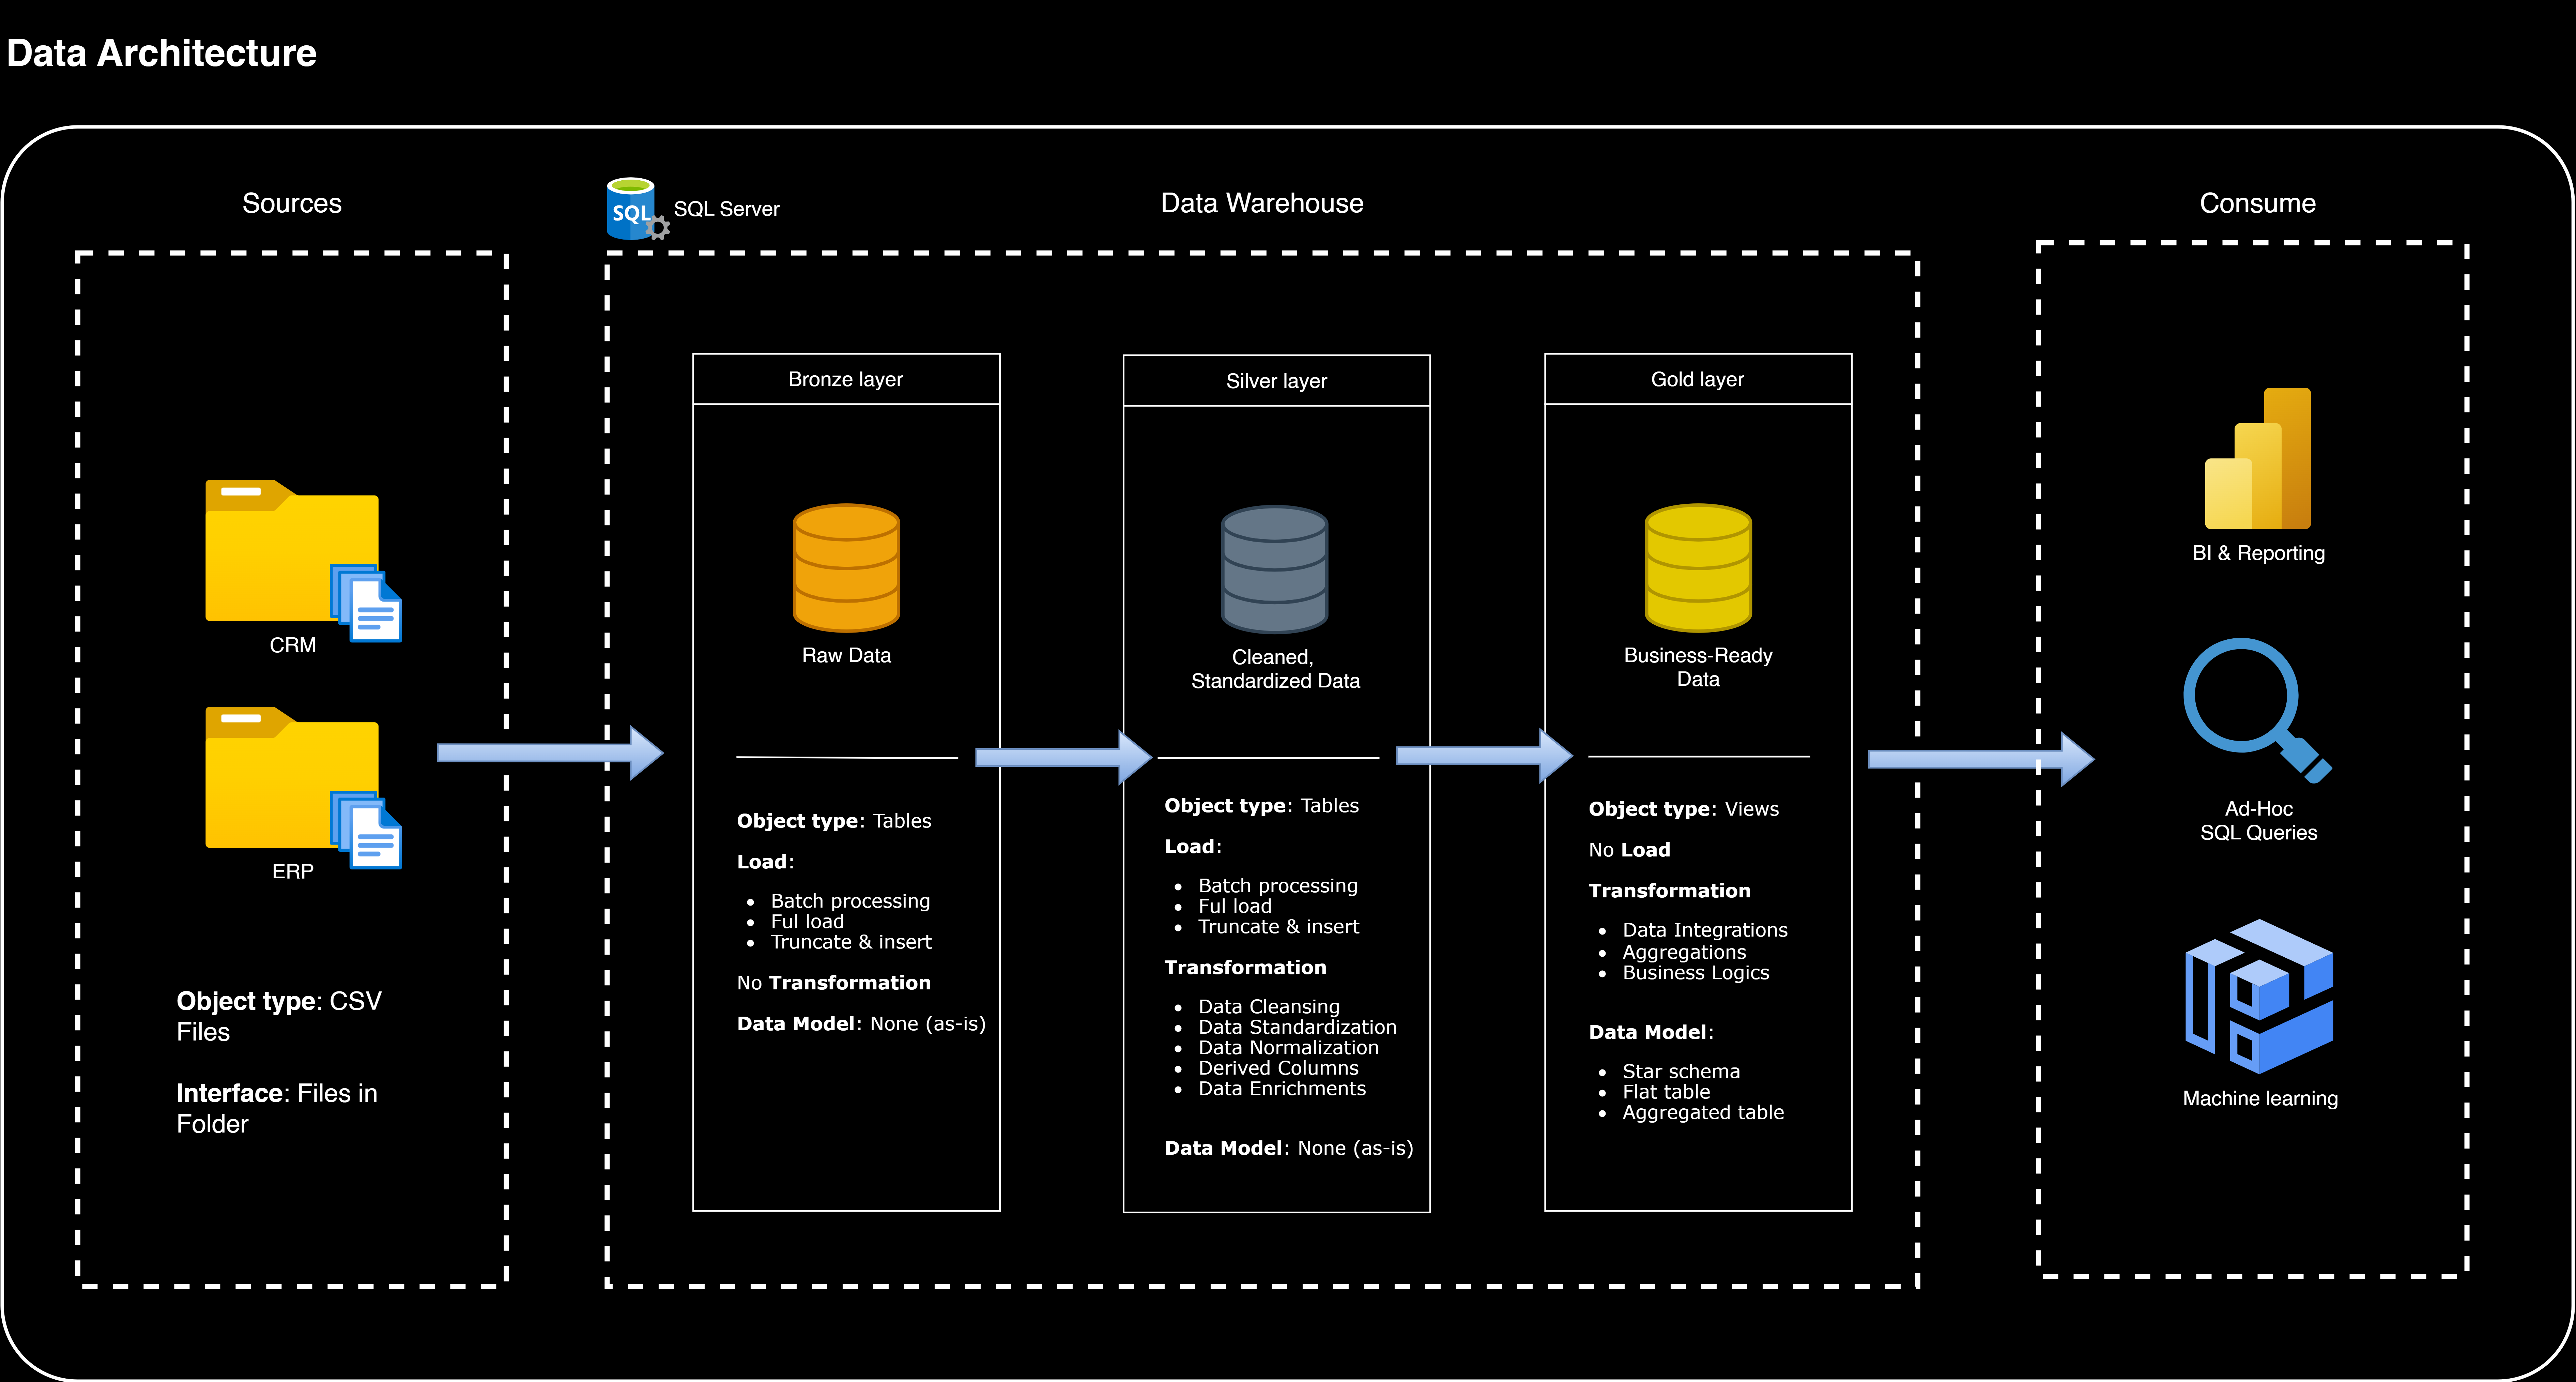 Data Architecture
Sources
CRM
ERP
Object type: CSV
Files
Interface: Files in
Folder
SQL
SQL Server
Data Warehouse
Bronze layer
Raw Data
Object type: Tables
Load:
• Batch processing
• Ful load
• Truncate & insert
No Transformation
Data Model: None (as-is)
Silver layer
Cleaned,
Standardized Data
Object type: Tables
Load:
• Batch processing
• Ful load
• Truncate & insert
Transformation
• Data Cleansing
• Data Standardization
• Data Normalization
• Derived Columns
• Data Enrichments
Data Model: None (as-is)
Gold layer
Business-Ready
Data
Object type: Views
No Load
Transformation
• Data Integrations
• Aggregations
• Business Logics
Data Model:
• Star schema
• Flat table
• Aggregated table
Consume
BI & Reporting
Ad-Hoc
SQL Queries
Machine learning